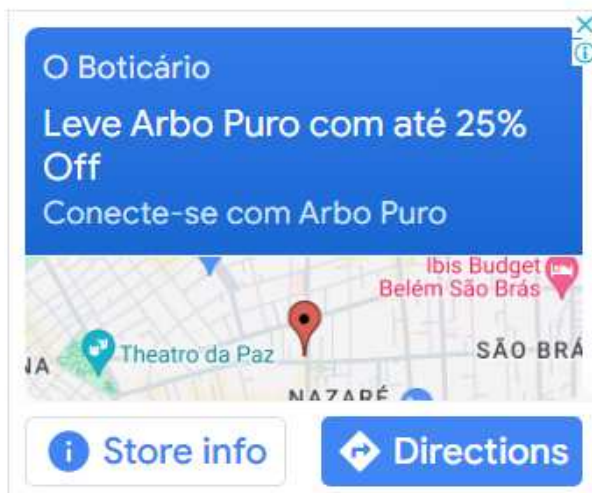 O Boticário
Leve Arbo Puro com até 25%
Off
Conecte-se com Arbo Puro
Ibis Budget
Belém São Brás
Theatro da Paz
SÃO BRÁ
NA
NAZARÉ
Store info
Directions